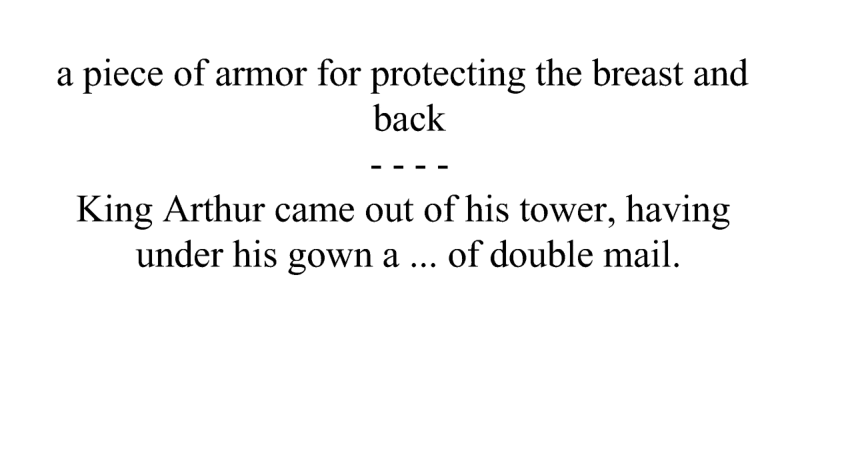 a piece of armor for protecting the breast and
back
- - - -
King Arthur came out of his tower, having
under his gown a ... of double mail.